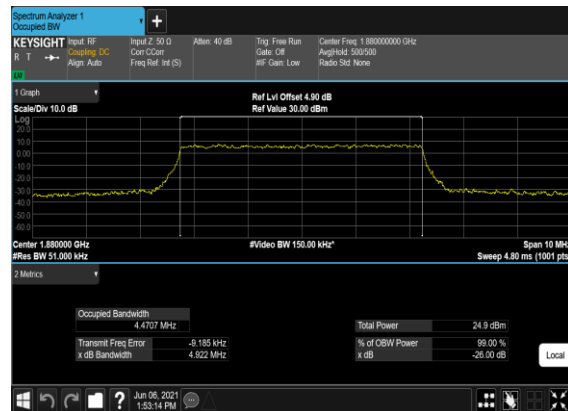 Spectrum Analyzer 1
Occupied BW
+
KEYSIGHT
R T
LW
Input: RF
Coupling: DC
Align: Auto
Input Z: 50 Ω
Corr CCorr
Freq Ref: Int (S)
Atten: 40 dB
Trig: Free Run
Gate: Off
#IF Gain: Low
Center Freq: 1.880000000 GHz
Avg|Hold: 500/500
Radio Std: None
1 Graph
Scale/Div 10.0 dB
Ref Lvl Offset 4.90 dB
Ref Value 30.00 dBm
Log
20.0
10.0
0.00
-10.0
-20.0
-30.0
-40.0
-50.0
-60.0
Center 1.880000 GHz
#Res BW 51.000 kHz
#Video BW 150.00 kHz*
Span 10 MHz
Sweep 4.80 ms (1001 pts)
2 Metrics
Occupied Bandwidth
4.4707 MHz
Transmit Freq Error -9.185 kHz
x dB Bandwidth 4.922 MHz
Total Power 24.9 dBm
% of OBW Power 99.00 %
x dB -26.00 dB
Local
?
Jun 06, 2021
1:53:14 PM